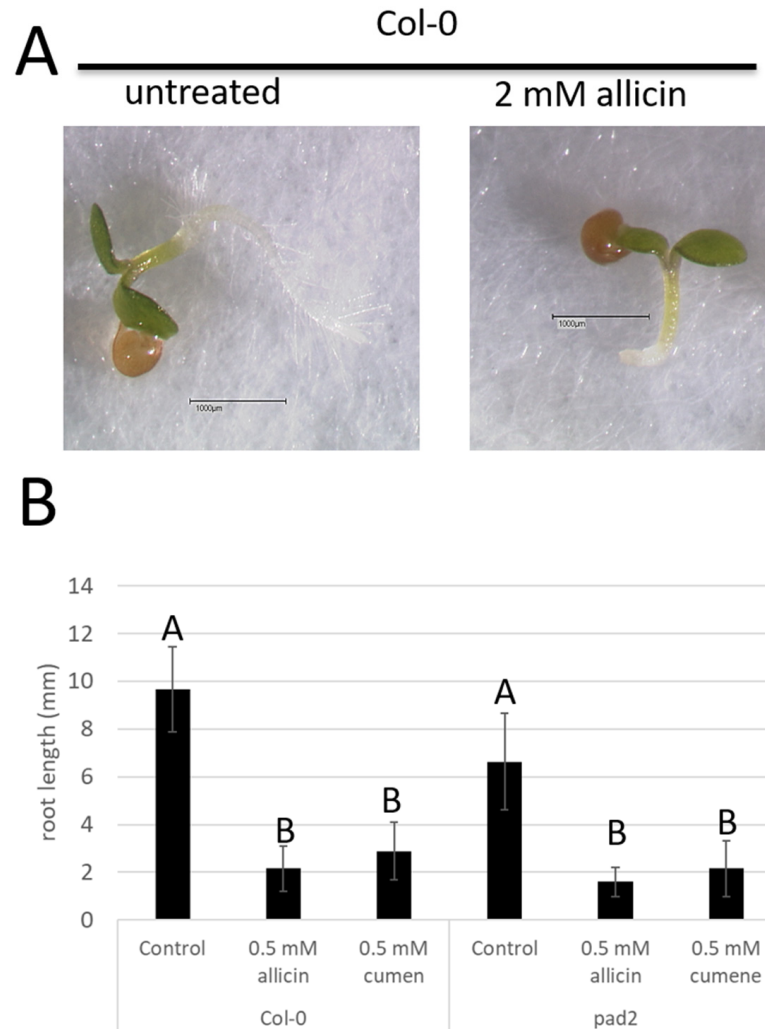 A
Col-0
untreated
2 mM allicin
1000µm
1000µm
B
root length (mm)
14
12
10
8
6
4
2
0
A
B
B
A
B
B
Control
0.5 mM
allicin
0.5 mM
cumen
Control
0.5 mM
allicin
0.5 mM
cumene
Col-0
pad2